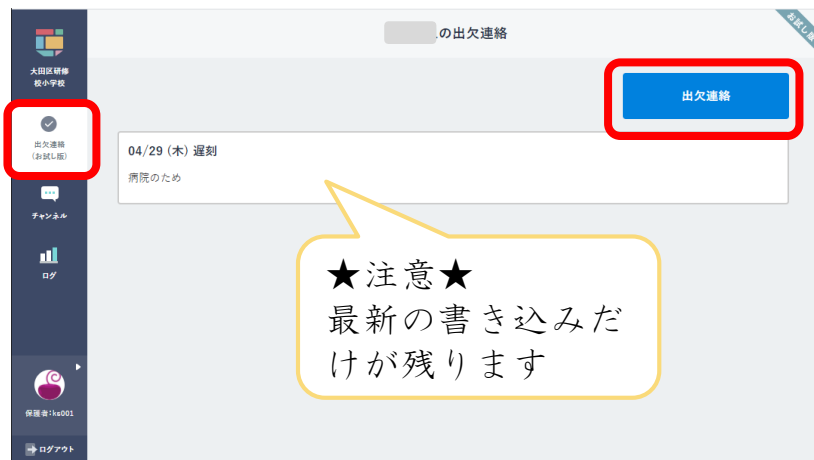 の出欠連絡
お試し版
大田区研修
校小学校
出欠連絡
出欠連絡
(お試し版)
04/29 (木) 遅刻
病院のため
チャンネル
ログ
★注意★
最新の書き込みだ
けが残ります
保護者:ks001
ログアウト